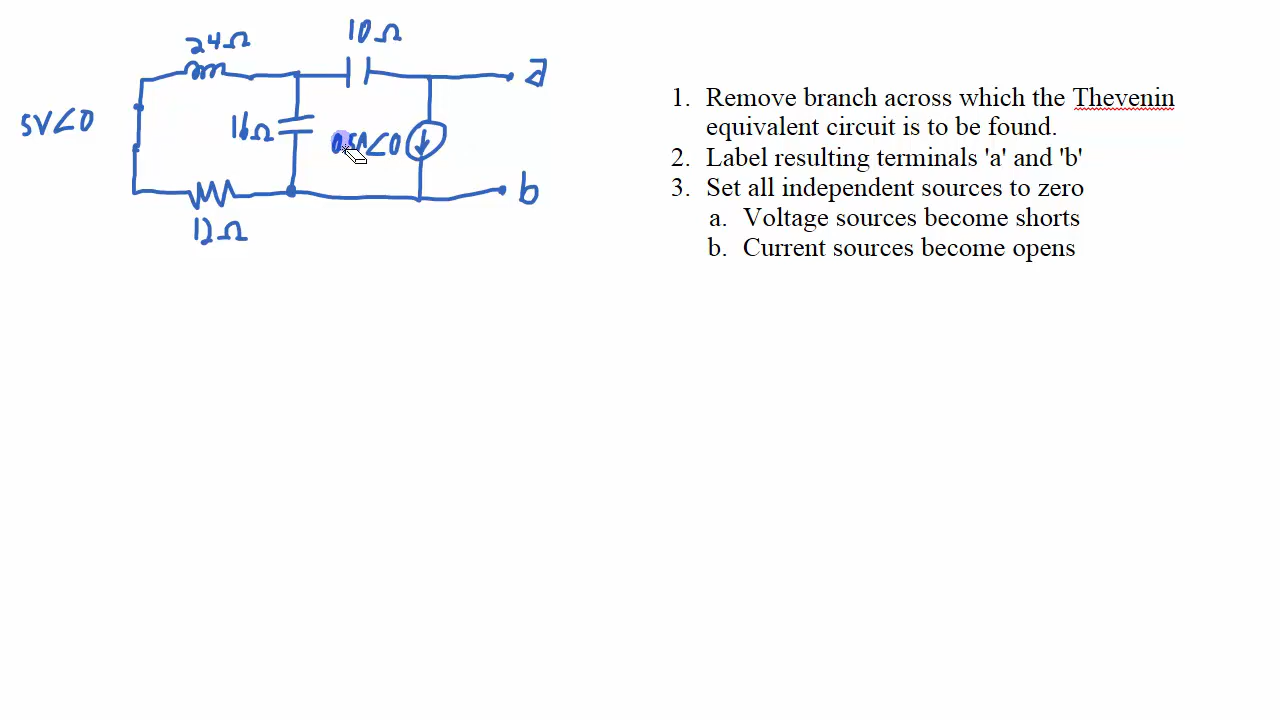 24Ω
10Ω
a
5V∠0
16Ω
0.5A∠0
b
12Ω
1. Remove branch across which the Thevenin
equivalent circuit is to be found.
2. Label resulting terminals 'a' and 'b'
3. Set all independent sources to zero
a. Voltage sources become shorts
b. Current sources become opens